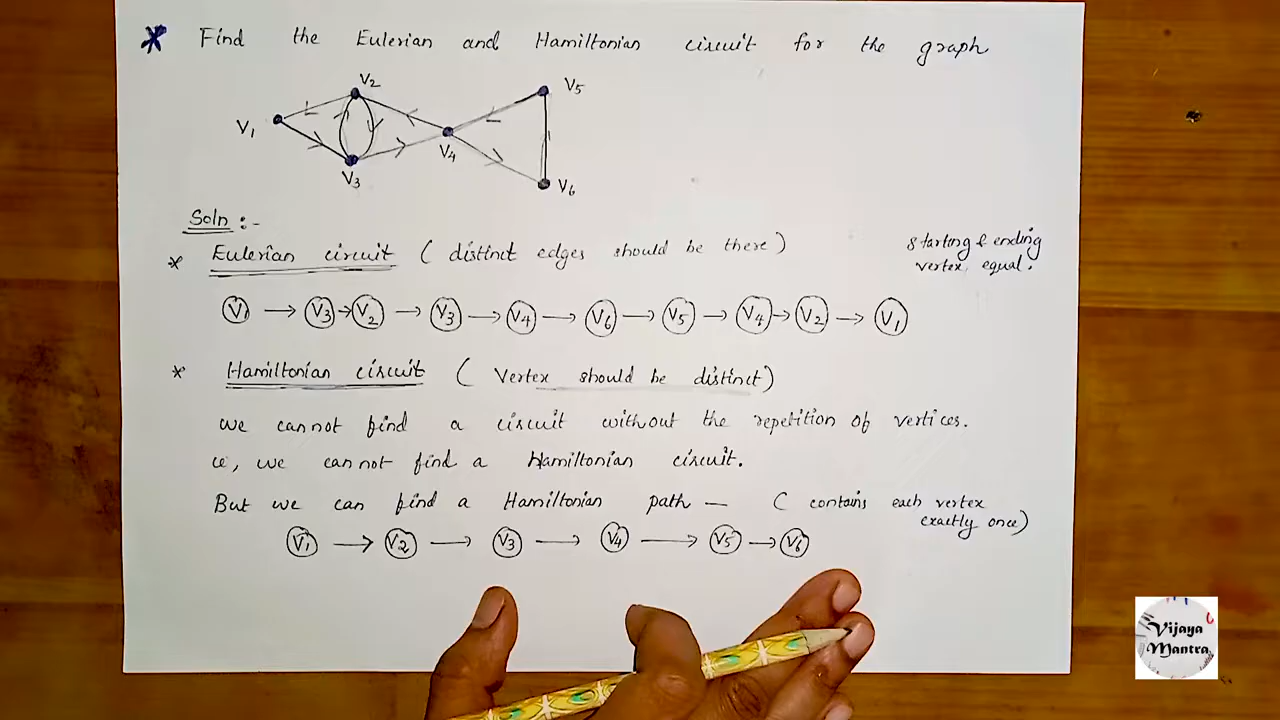 * Find the Eulerian and Hamiltonian circuit for the graph
V2
V5
V1
V4
V3
V6
Soln :-
* Eulerian circuit ( distinct edges should be there )
starting & ending
vertex equal.
V1 → V3 → V2 → V3 → V4 → V6 → V5 → V4 → V2 → V1
* Hamiltonian circuit ( Vertex should be distinct )
we cannot find a circuit without the repetition of vertices.
ie, we cannot find a Hamiltonian circuit.
But we can find a Hamiltonian path — ( contains each vertex
exactly once )
V1 → V2 → V3 → V4 → V5 → V6
Vijaya
Mantra